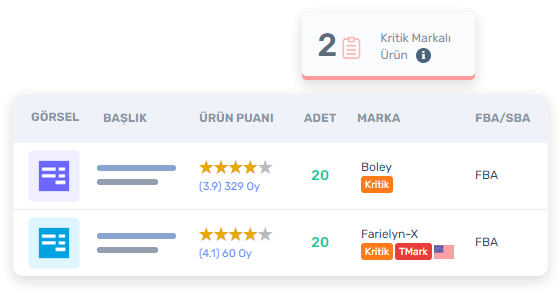 2
Kritik Markalı
Ürün
GÖRSEL BAŞLIK ÜRÜN PUANI ADET MARKA FBA/SBA
Boley
(3.9) 329 Oy 20 Kritik FBA
Farielyn-X
(4.1) 60 Oy 20 Kritik TMark FBA